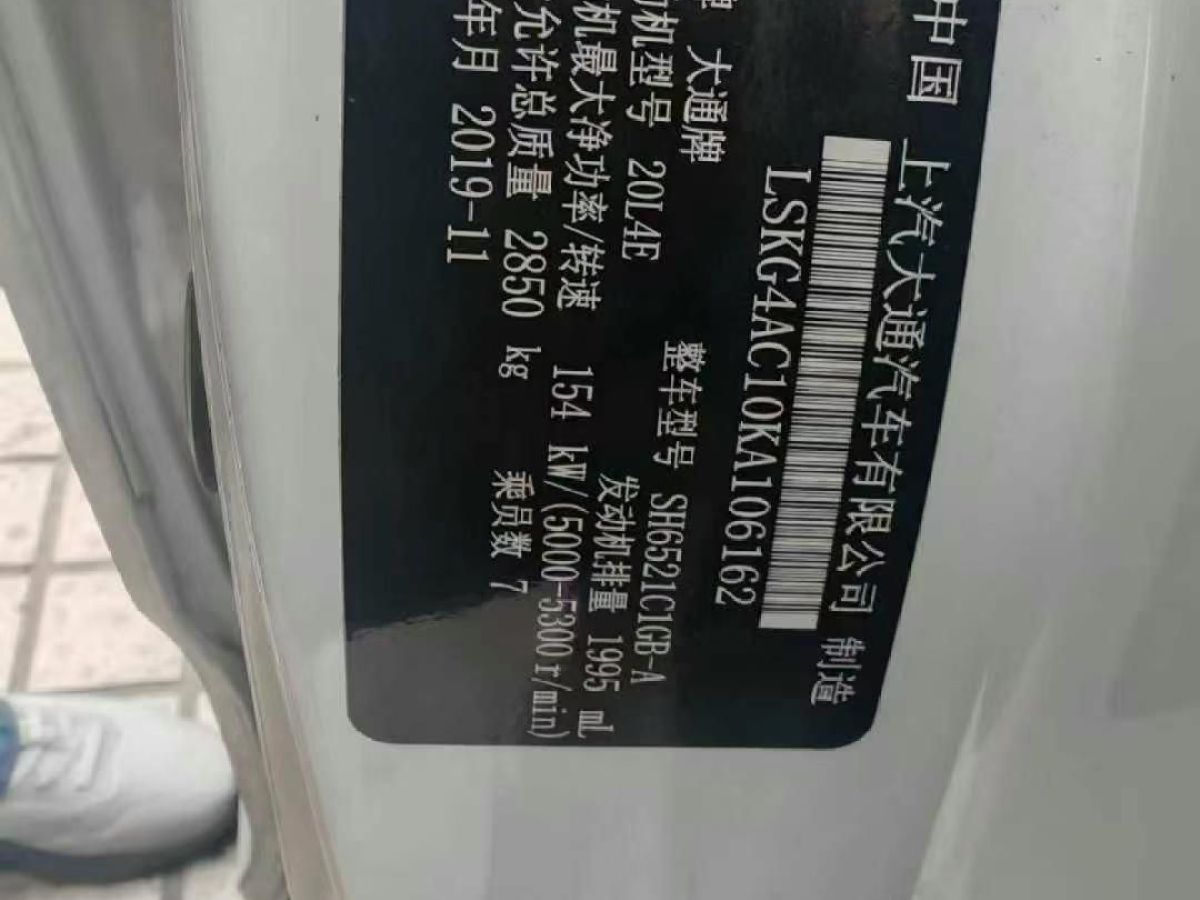 中国 上汽大通汽车有限公司 制造
LSKG4AC10KA106162
牌 大通牌 整车型号 SH6521C1GB-A
动机型号 20L4E 发动机排量 1995 mL
机最大净功率/转速 154 kW/(5000-5300r/min)
允许总质量 2850 kg 乘员数 7
年月 2019-11